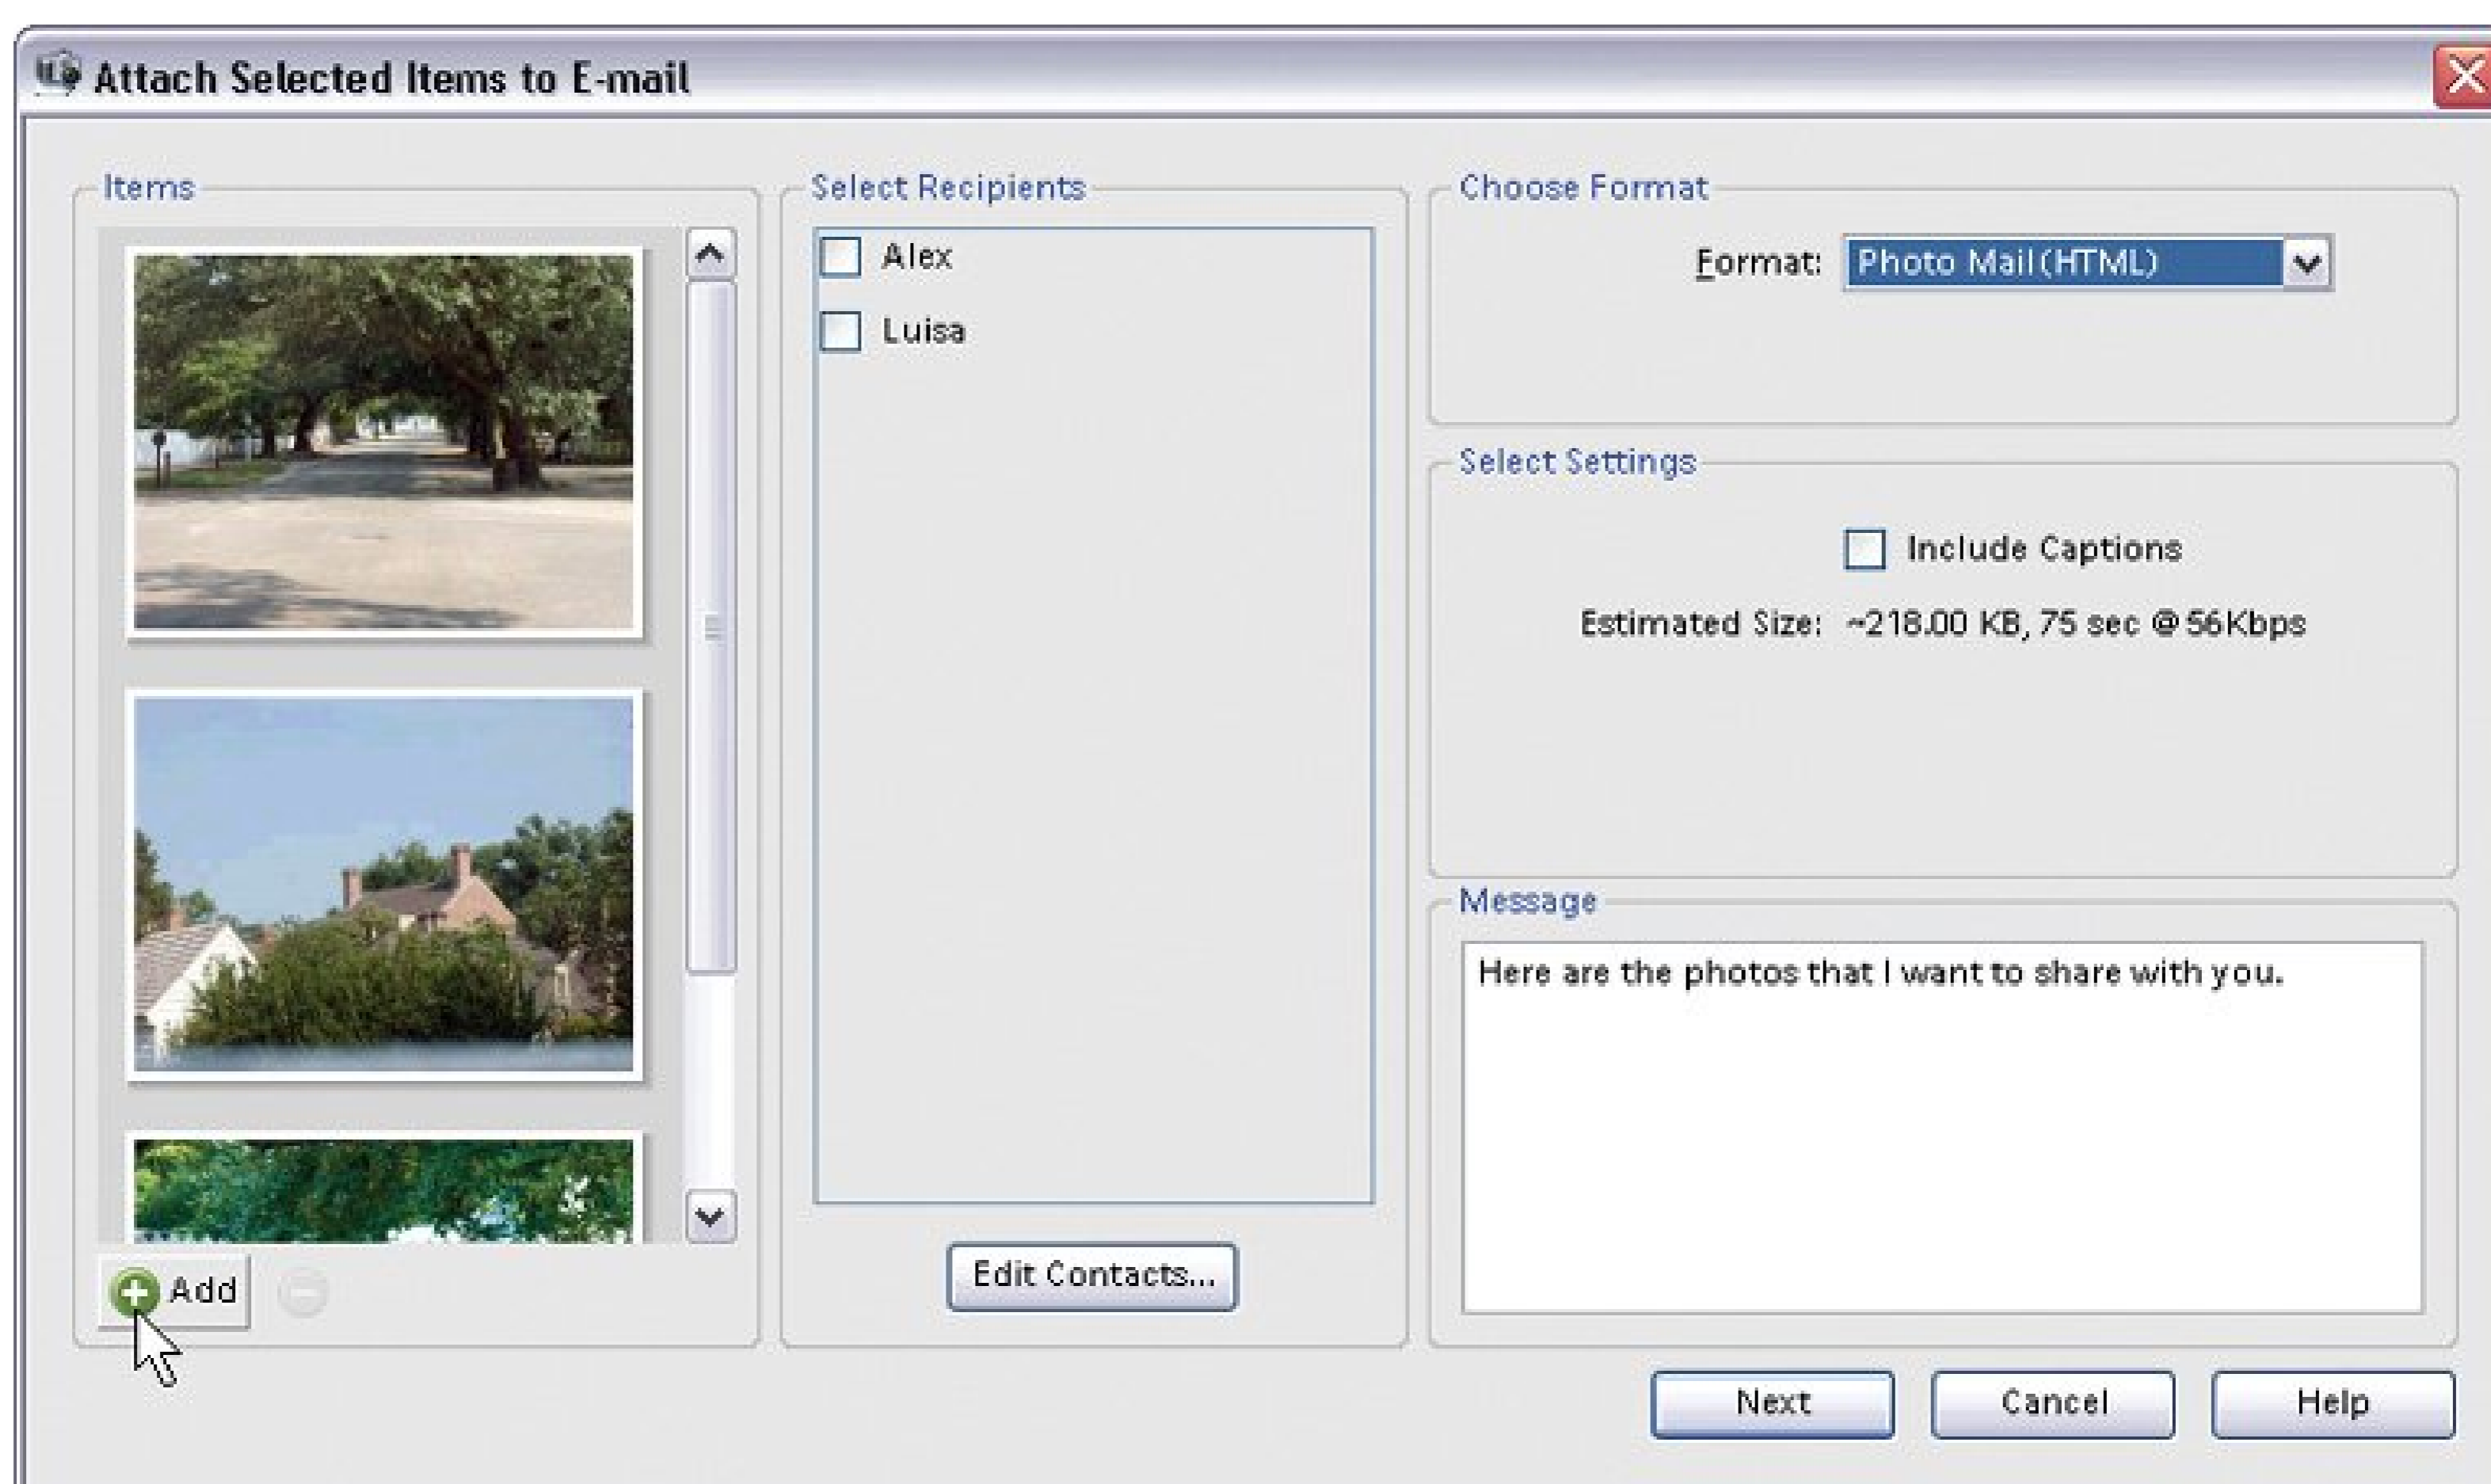 Attach Selected Items to E-mail
Items
Add
Select Recipients
Alex
Luisa
Edit Contacts...
Choose Format
Format: Photo Mail(HTML)
Select Settings
Include Captions
Estimated Size: ~218.00 KB, 75 sec @ 56Kbps
Message
Here are the photos that I want to share with you.
Next Cancel Help